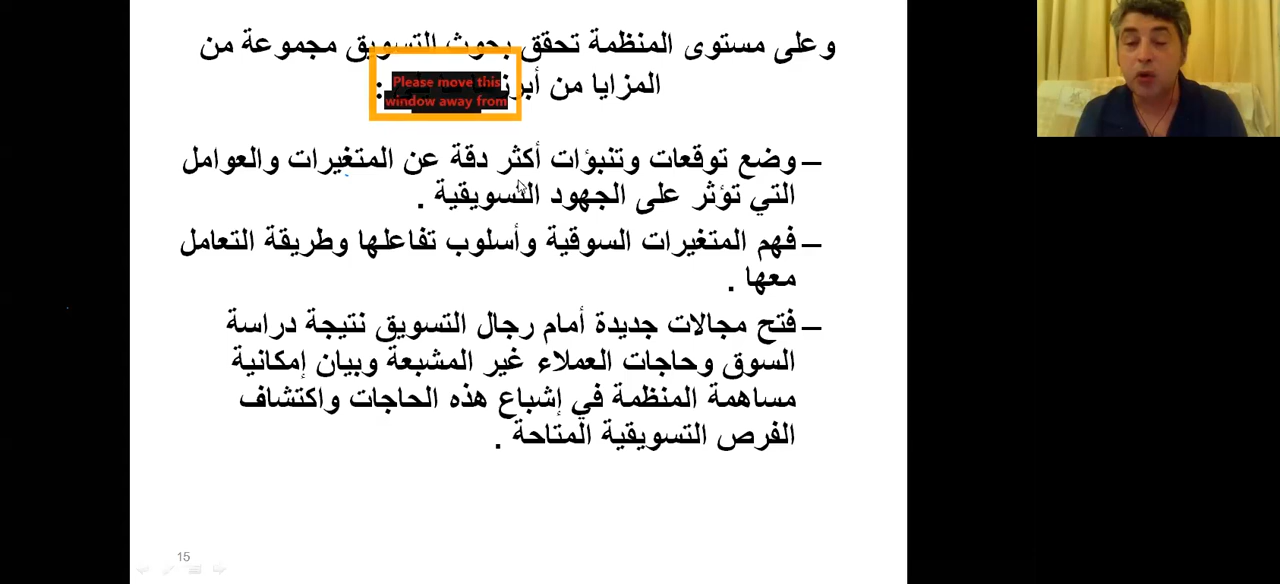 وعلى مستوى المنظمة تحقق بحوث التسويق مجموعة من
المزايا من :
Please move this
window away from
– وضع توقعات وتنبؤات أكثر دقة عن المتغيرات والعوامل
التي تؤثر على الجهود التسويقية .
– فهم المتغيرات السوقية وأسلوب تفاعلها وطريقة التعامل
معها .
– فتح مجالات جديدة أمام رجال التسويق نتيجة دراسة
السوق وحاجات العملاء غير المشبعة وبيان إمكانية
مساهمة المنظمة في إشباع هذه الحاجات واكتشاف
الفرص التسويقية المتاحة .
15